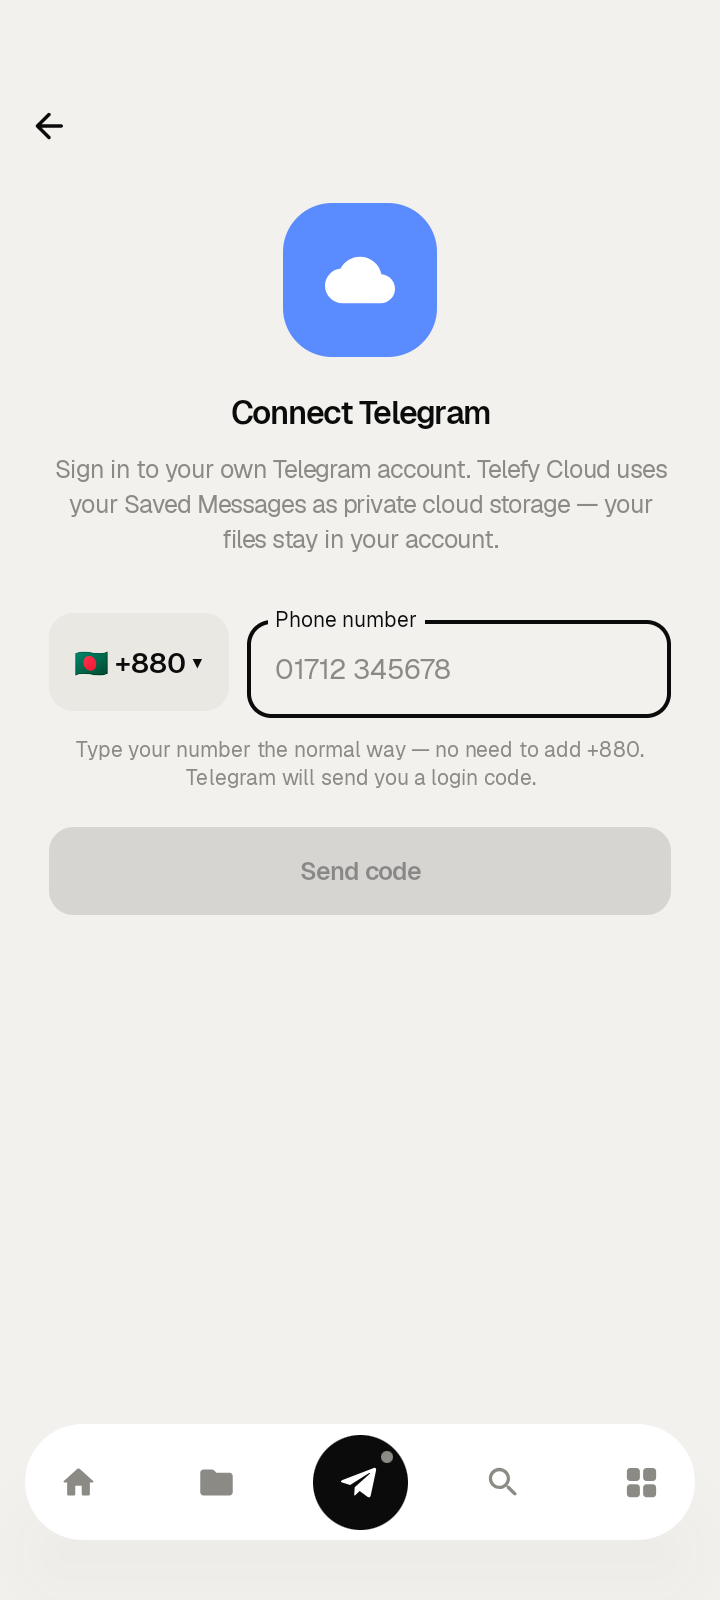 Connect Telegram
Sign in to your own Telegram account. Telefy Cloud uses
your Saved Messages as private cloud storage — your
files stay in your account.
+880
Phone number
01712 345678
Type your number the normal way — no need to add +880.
Telegram will send you a login code.
Send code